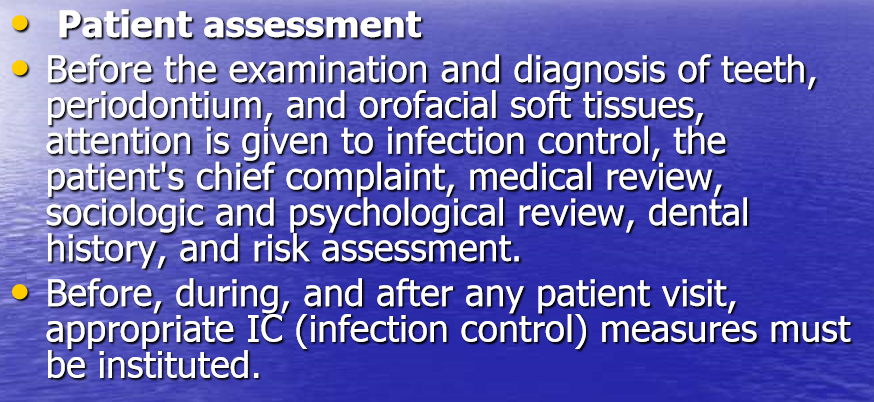 • Patient assessment
• Before the examination and diagnosis of teeth,
periodontium, and orofacial soft tissues,
attention is given to infection control, the
patient's chief complaint, medical review,
sociologic and psychological review, dental
history, and risk assessment.
• Before, during, and after any patient visit,
appropriate IC (infection control) measures must
be instituted.